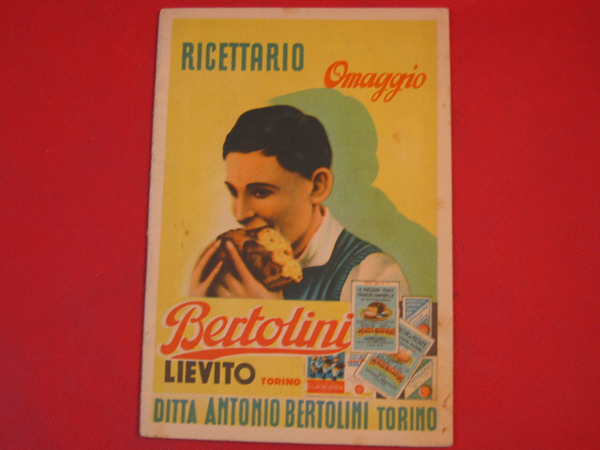 RICETTARIO
Omaggio
Bertolini
LIEVITO TORINO
DITTA ANTONIO BERTOLINI TORINO